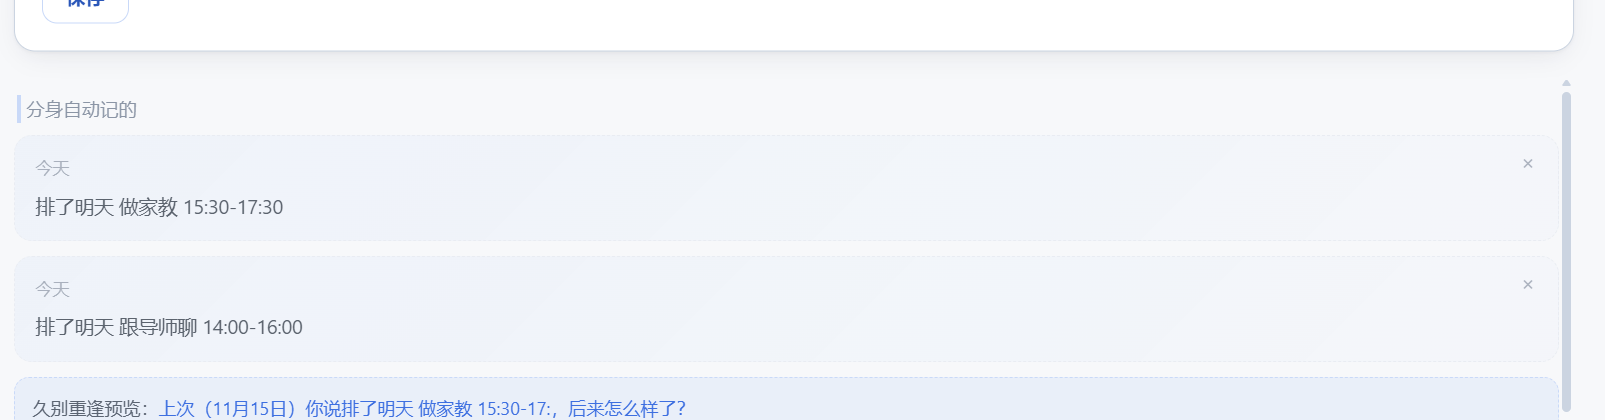 保存
分身自动记的
今天
×
排了明天 做家教 15:30-17:30
今天
×
排了明天 跟导师聊 14:00-16:00
久别重逢预览：上次（11月15日）你说排了明天 做家教 15:30-17:，后来怎么样了？